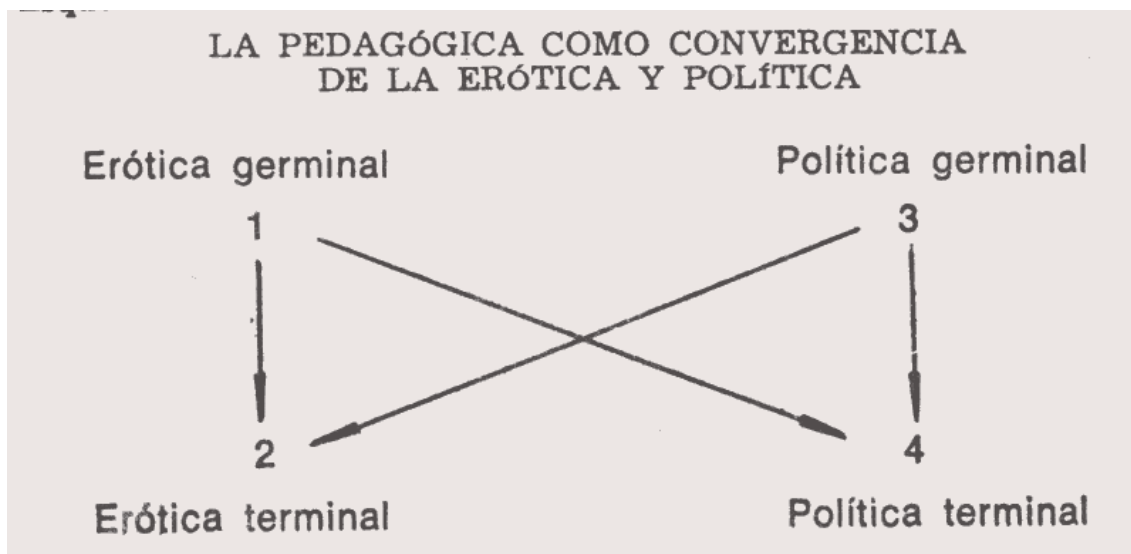 LA PEDAGÓGICA COMO CONVERGENCIA
DE LA ERÓTICA Y POLÍTICA
Erótica germinal
Política germinal
1
3
2
4
Erótica terminal
Política terminal